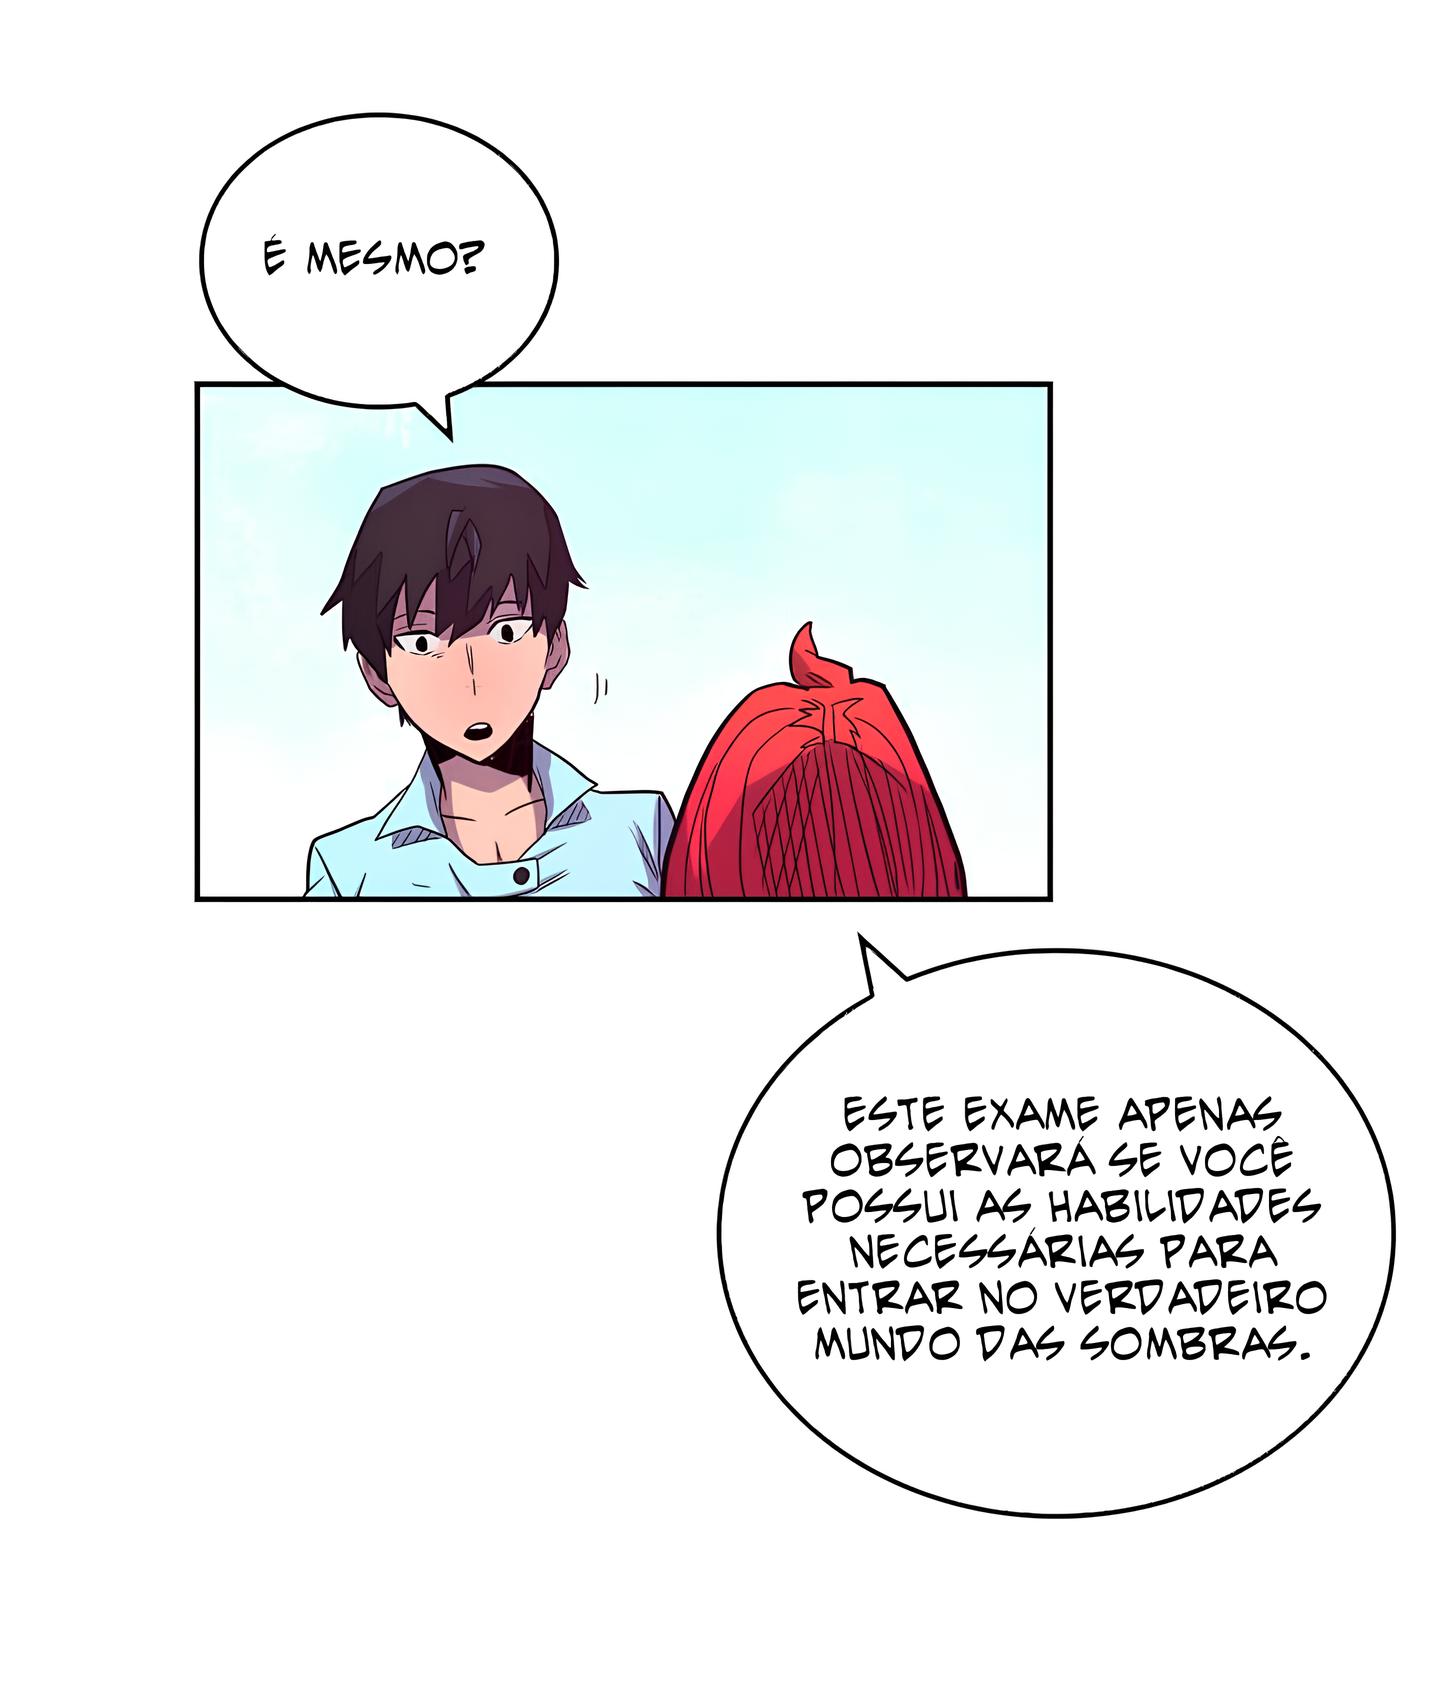 É MESMO?
ESTE EXAME APENAS
OBSERVARÁ SE VOCÊ
POSSUI AS HABILIDADES
NECESSÁRIAS PARA
ENTRAR NO VERDADEIRO
MUNDO DAS SOMBRAS.